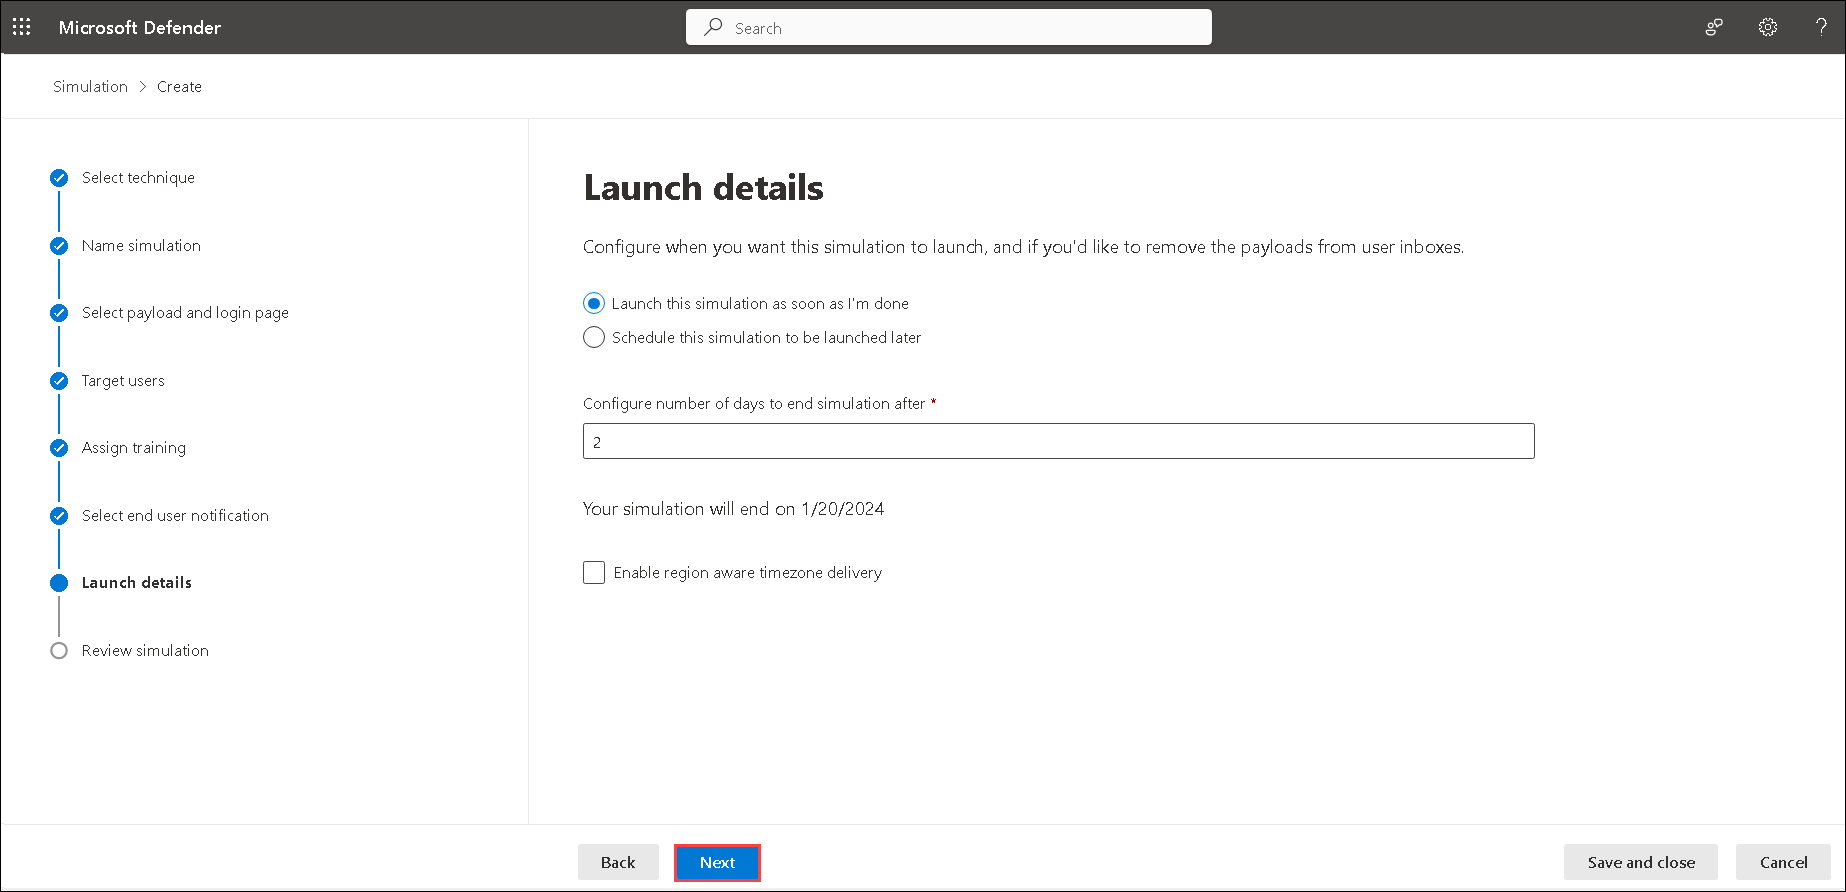 Microsoft Defender
Search
?
Simulation > Create
Select technique
Name simulation
Select payload and login page
Target users
Assign training
Select end user notification
Launch details
Review simulation
Launch details
Configure when you want this simulation to launch, and if you'd like to remove the payloads from user inboxes.
Launch this simulation as soon as I'm done
Schedule this simulation to be launched later
Configure number of days to end simulation after *
2
Your simulation will end on 1/20/2024
Enable region aware timezone delivery
Back
Next
Save and close
Cancel